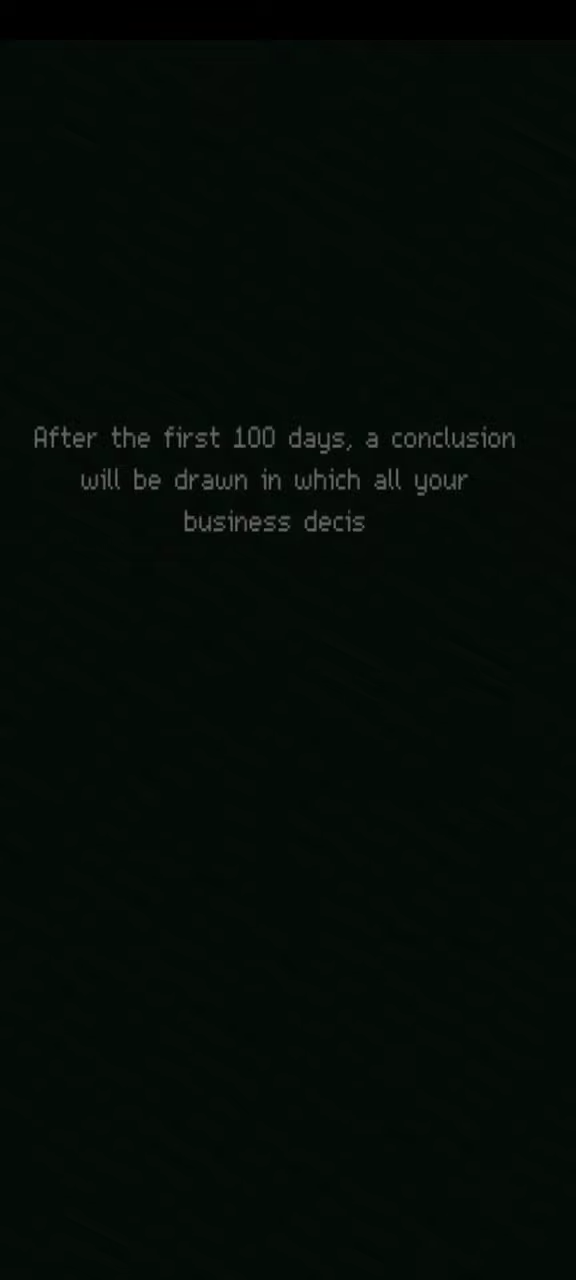 After the first 100 days, a conclusion
will be drawn in which all your
business decis